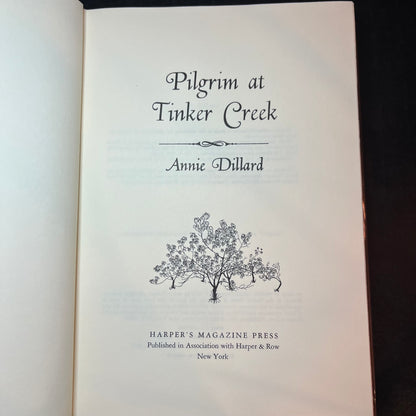 Pilgrim at
Tinker Creek
Annie Dillard
HARPER'S MAGAZINE PRESS
Published in Association with Harper & Row
New York